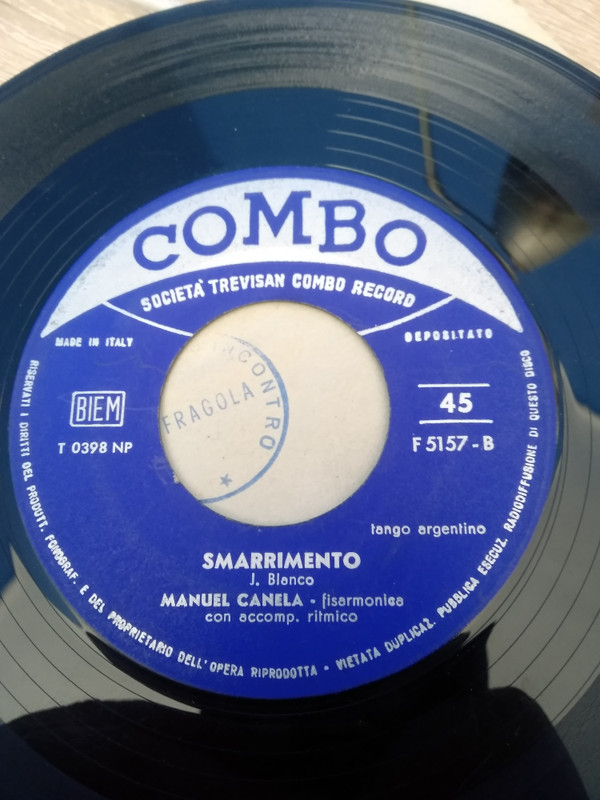 COMBO
SOCIETÀ TREVISAN COMBO RECORD
MADE IN ITALY
DEPOSITATO
BIEM
T 0398 NP
45
F 5157 - B
CONTRO
FRAGOLA
tango argentino
SMARRIMENTO
J. Blanco
MANUEL CANELA - fisarmonica
con accomp. ritmico
RISERVATI I DIRITTI DEL PRODUTT. FONOGRAF. E DEL PROPRIETARIO DELL'OPERA RIPRODOTTA - VIETATA DUPLICAZ. PUBBLICA ESECUZ. RADIODIFFUSIONE DI QUESTO DISCO